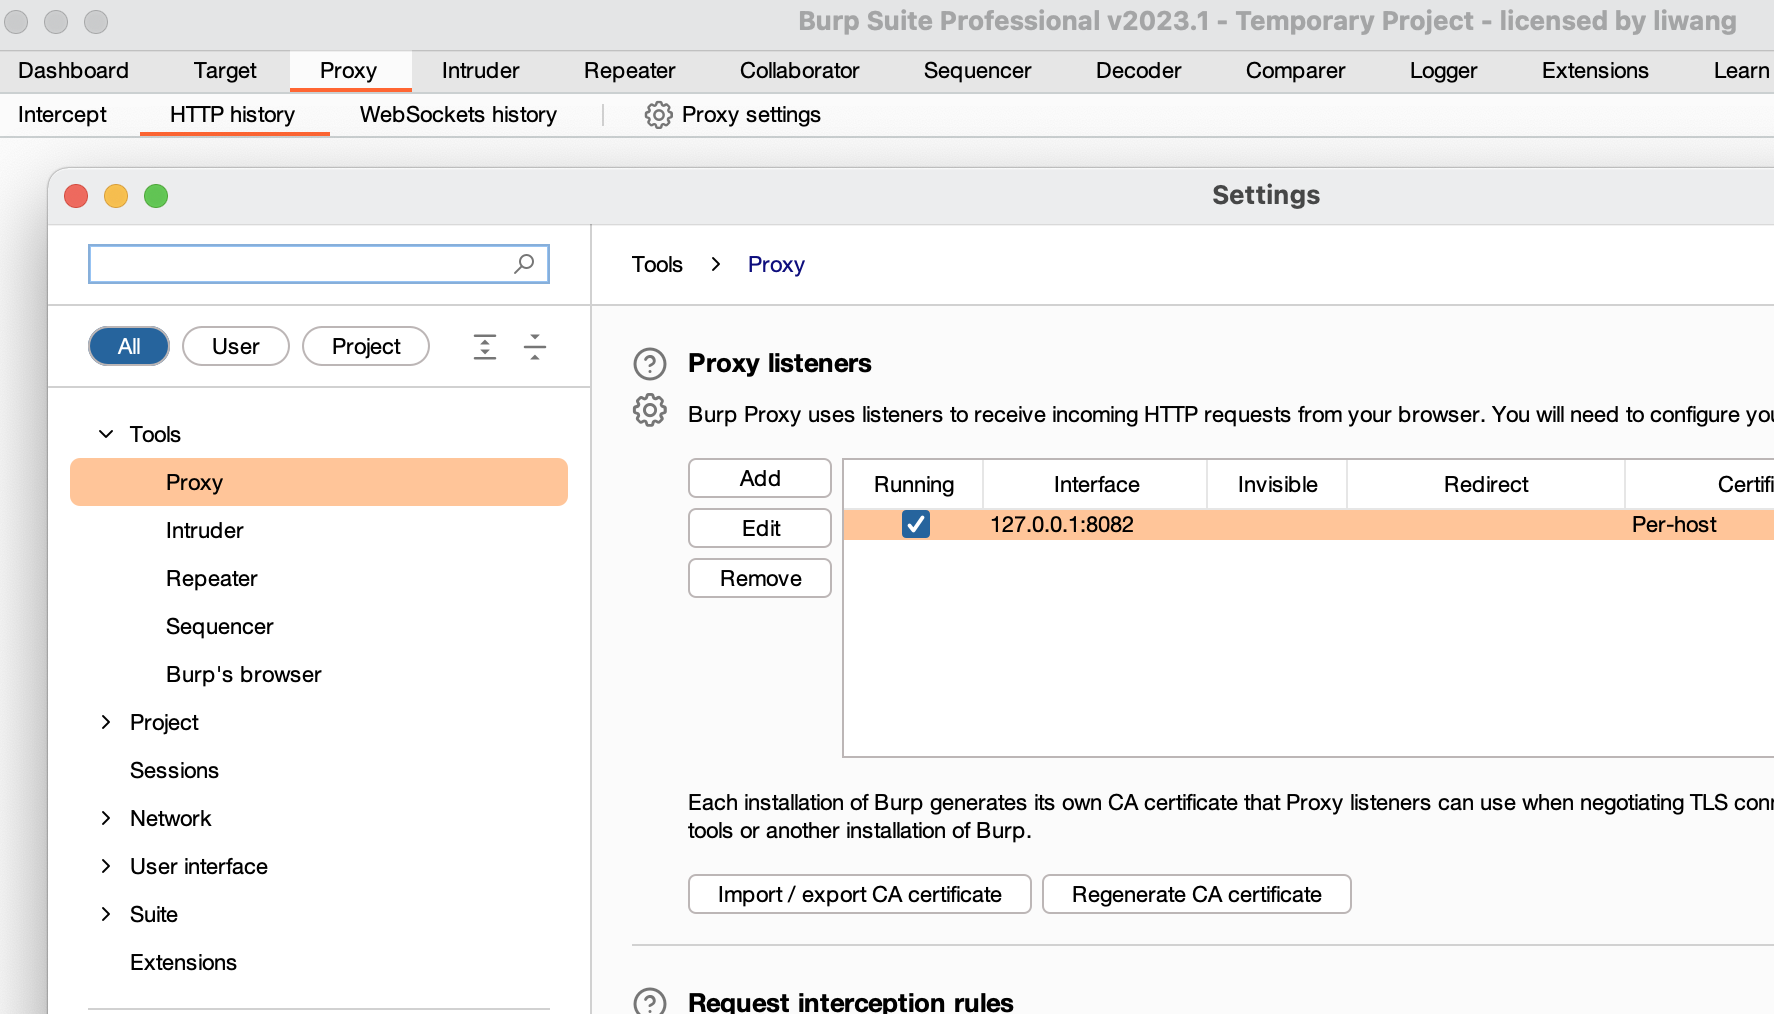 Burp Suite Professional v2023.1 - Temporary Project - licensed by liwang
Dashboard Target Proxy Intruder Repeater Collaborator Sequencer Decoder Comparer Logger Extensions Learn
Intercept HTTP history WebSockets history Proxy settings
Settings
Tools > Proxy
All User Project
Tools
Proxy
Intruder
Repeater
Sequencer
Burp's browser
Project
Sessions
Network
User interface
Suite
Extensions
Proxy listeners
Burp Proxy uses listeners to receive incoming HTTP requests from your browser. You will need to configure
Add
Edit
Remove
Running Interface Invisible Redirect
127.0.0.1:8082 Per-host
Each installation of Burp generates its own CA certificate that Proxy listeners can use when negotiating TLS
tools or another installation of Burp.
Import / export CA certificate Regenerate CA certificate
Request interception rules